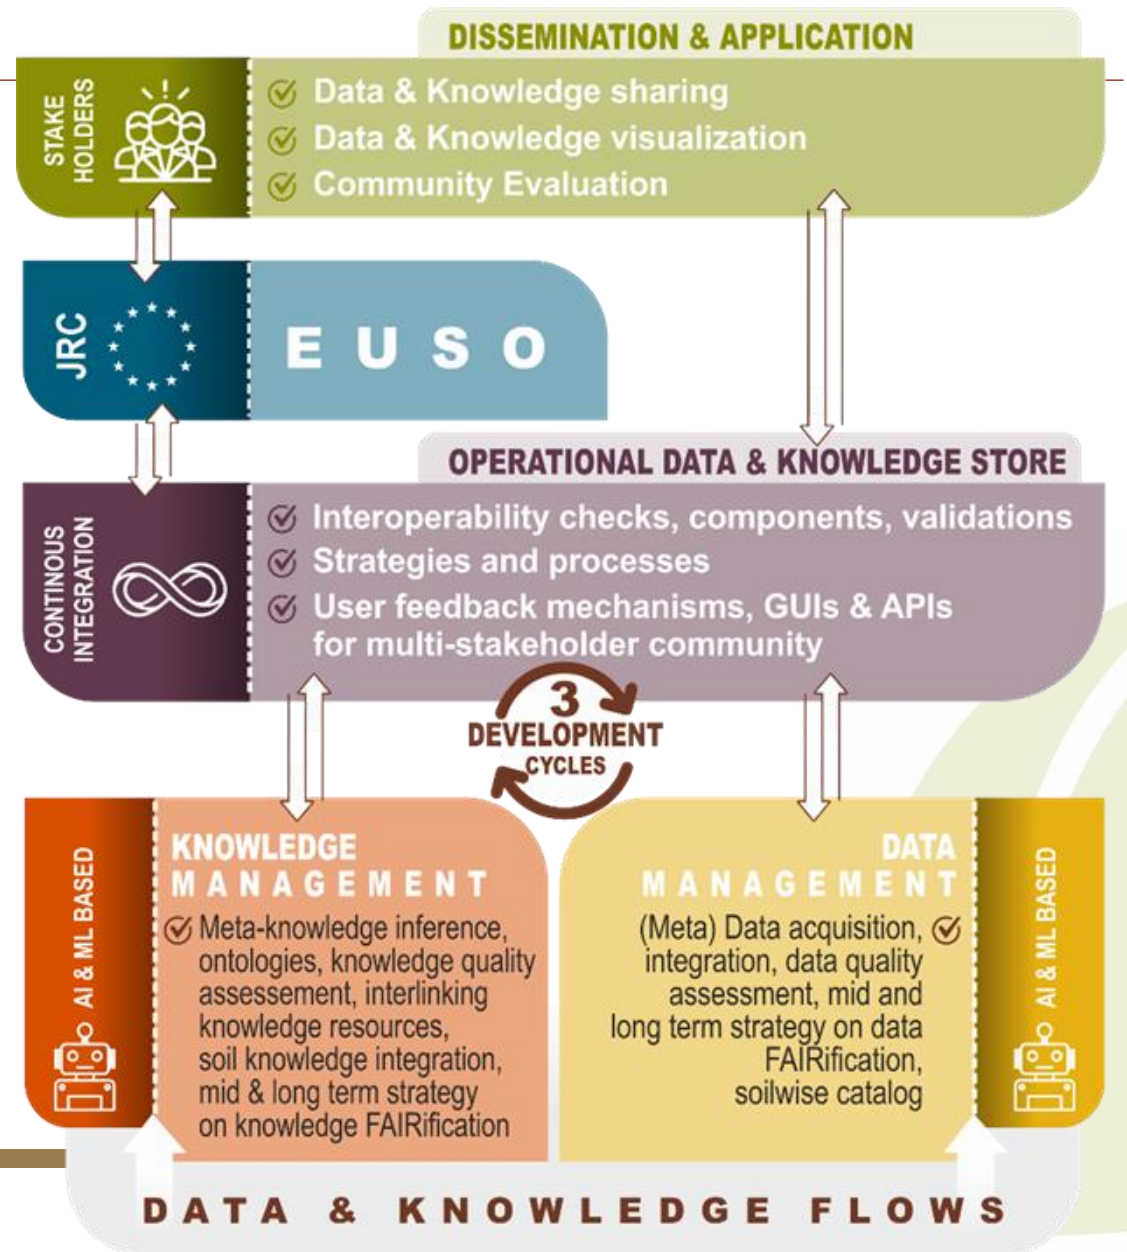 DISSEMINATION & APPLICATION
STAKE
HOLDERS
Data & Knowledge sharing
Data & Knowledge visualization
Community Evaluation
JRC
EUSO
OPERATIONAL DATA & KNOWLEDGE STORE
CONTINOUS
INTEGRATION
Interoperability checks, components, validations
Strategies and processes
User feedback mechanisms, GUIs & APIs
for multi-stakeholder community
3
DEVELOPMENT
CYCLES
AI & ML BASED
KNOWLEDGE
MANAGEMENT
Meta-knowledge inference,
ontologies, knowledge quality
assessement, interlinking
knowledge resources,
soil knowledge integration,
mid & long term strategy
on knowledge FAIRification
DATA
MANAGEMENT
(Meta) Data acquisition,
integration, data quality
assessment, mid and
long term strategy on data
FAIRification,
soilwise catalog
AI & ML BASED
DATA & KNOWLEDGE FLOWS